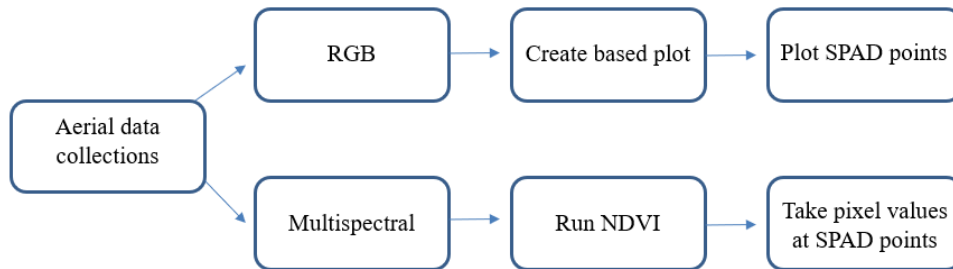 Aerial data
collections
RGB
Create based plot
Plot SPAD points
Multispectral
Run NDVI
Take pixel values
at SPAD points